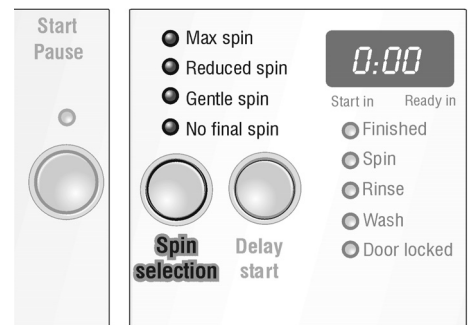 Start
Pause
Max spin
Reduced spin
Gentle spin
No final spin
Spin
selection
Delay
start
0:00
Start in Ready in
Finished
Spin
Rinse
Wash
Door locked